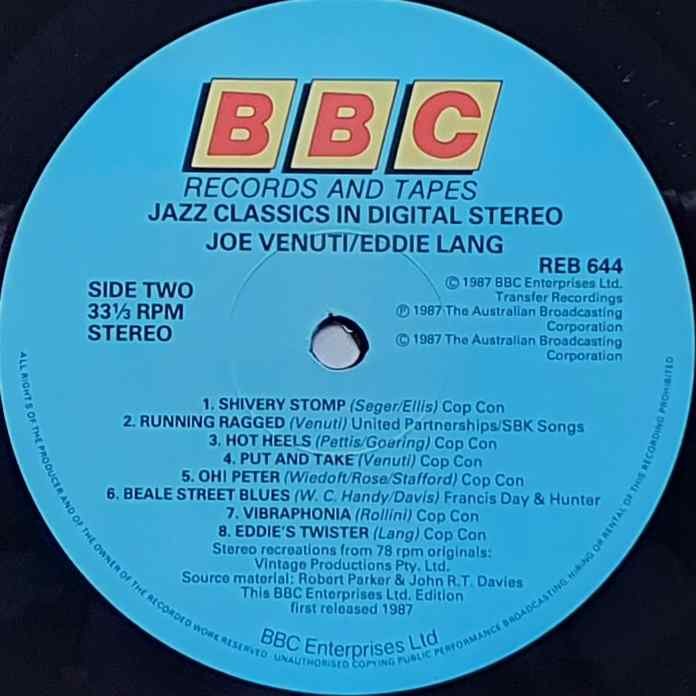 BBC
RECORDS AND TAPES
JAZZ CLASSICS IN DIGITAL STEREO
JOE VENUTI/EDDIE LANG
REB 644
SIDE TWO
33⅓ RPM
STEREO
© 1987 BBC Enterprises Ltd.
Transfer Recordings
℗ 1987 The Australian Broadcasting
Corporation
© 1987 The Australian Broadcasting
Corporation
1. SHIVERY STOMP (Seger/Ellis) Cop Con
2. RUNNING RAGGED (Venuti) United Partnerships/SBK Songs
3. HOT HEELS (Pettis/Goering) Cop Con
4. PUT AND TAKE (Venuti) Cop Con
5. OH! PETER (Wiedoft/Rose/Stafford) Cop Con
6. BEALE STREET BLUES (W. C. Handy/Davis) Francis Day & Hunter
7. VIBRAPHONIA (Rollini) Cop Con
8. EDDIE'S TWISTER (Lang) Cop Con
Stereo recreations from 78 rpm originals:
Vintage Productions Pty. Ltd.
Source material: Robert Parker & John R.T. Davies
This BBC Enterprises Ltd. Edition
first released 1987
BBC Enterprises Ltd
ALL RIGHTS OF THE PRODUCER AND OF THE OWNER OF THE RECORDED WORK RESERVED · UNAUTHORISED COPYING PUBLIC PERFORMANCE BROADCASTING, HIRING OR RENTAL OF THIS RECORDING PROHIBITED